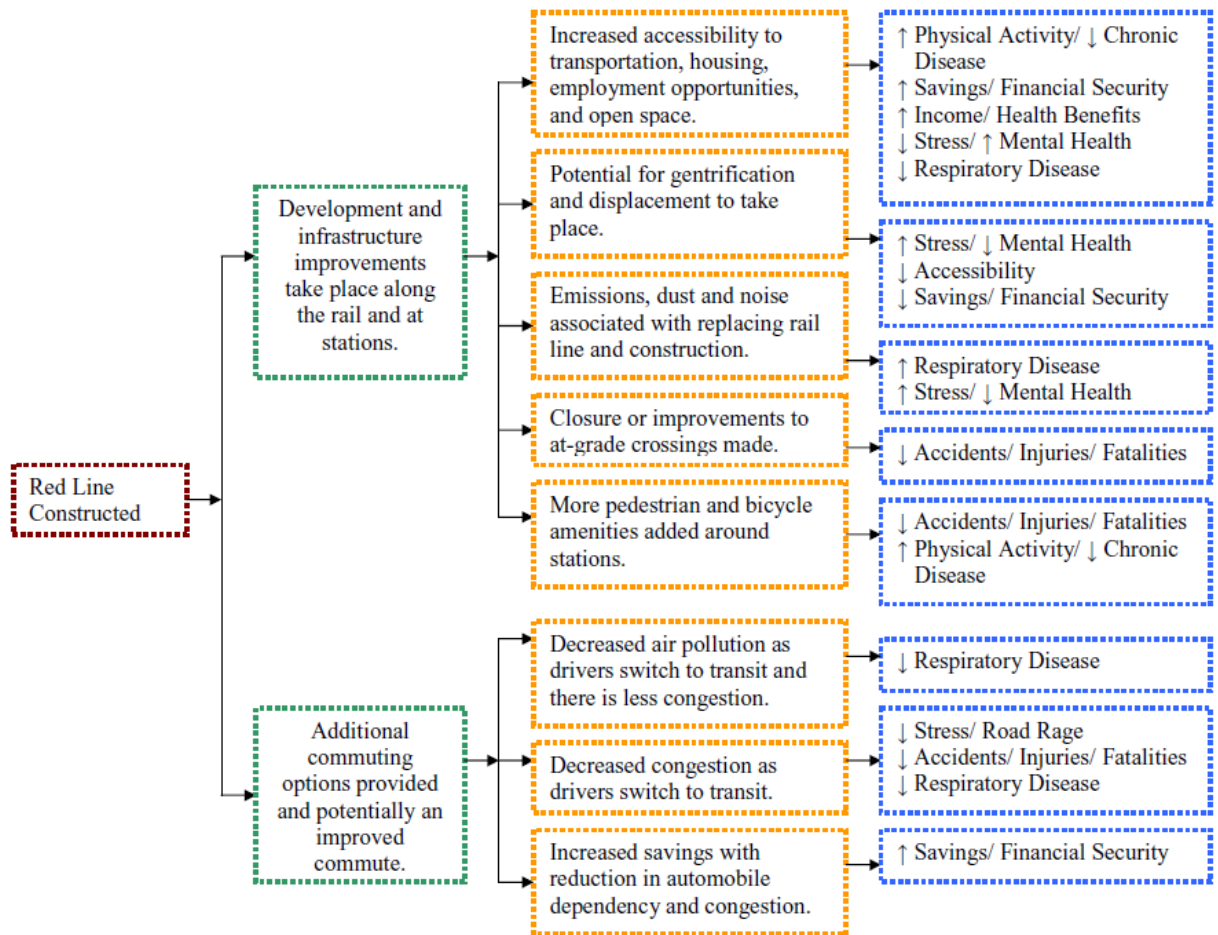 Red Line
Constructed
Development and
infrastructure
improvements
take place along
the rail and at
stations.
Additional
commuting
options provided
and potentially an
improved
commute.
Increased accessibility to
transportation, housing,
employment opportunities,
and open space.
Potential for gentrification
and displacement to take
place.
Emissions, dust and noise
associated with replacing rail
line and construction.
Closure or improvements to
at-grade crossings made.
More pedestrian and bicycle
amenities added around
stations.
Decreased air pollution as
drivers switch to transit and
there is less congestion.
Decreased congestion as
drivers switch to transit.
Increased savings with
reduction in automobile
dependency and congestion.
↑ Physical Activity/ ↓ Chronic
Disease
↑ Savings/ Financial Security
↑ Income/ Health Benefits
↓ Stress/ ↑ Mental Health
↓ Respiratory Disease
↑ Stress/ ↓ Mental Health
↓ Accessibility
↓ Savings/ Financial Security
↑ Respiratory Disease
↑ Stress/ ↓ Mental Health
↓ Accidents/ Injuries/ Fatalities
↓ Accidents/ Injuries/ Fatalities
↑ Physical Activity/ ↓ Chronic
Disease
↓ Respiratory Disease
↓ Stress/ Road Rage
↓ Accidents/ Injuries/ Fatalities
↓ Respiratory Disease
↑ Savings/ Financial Security